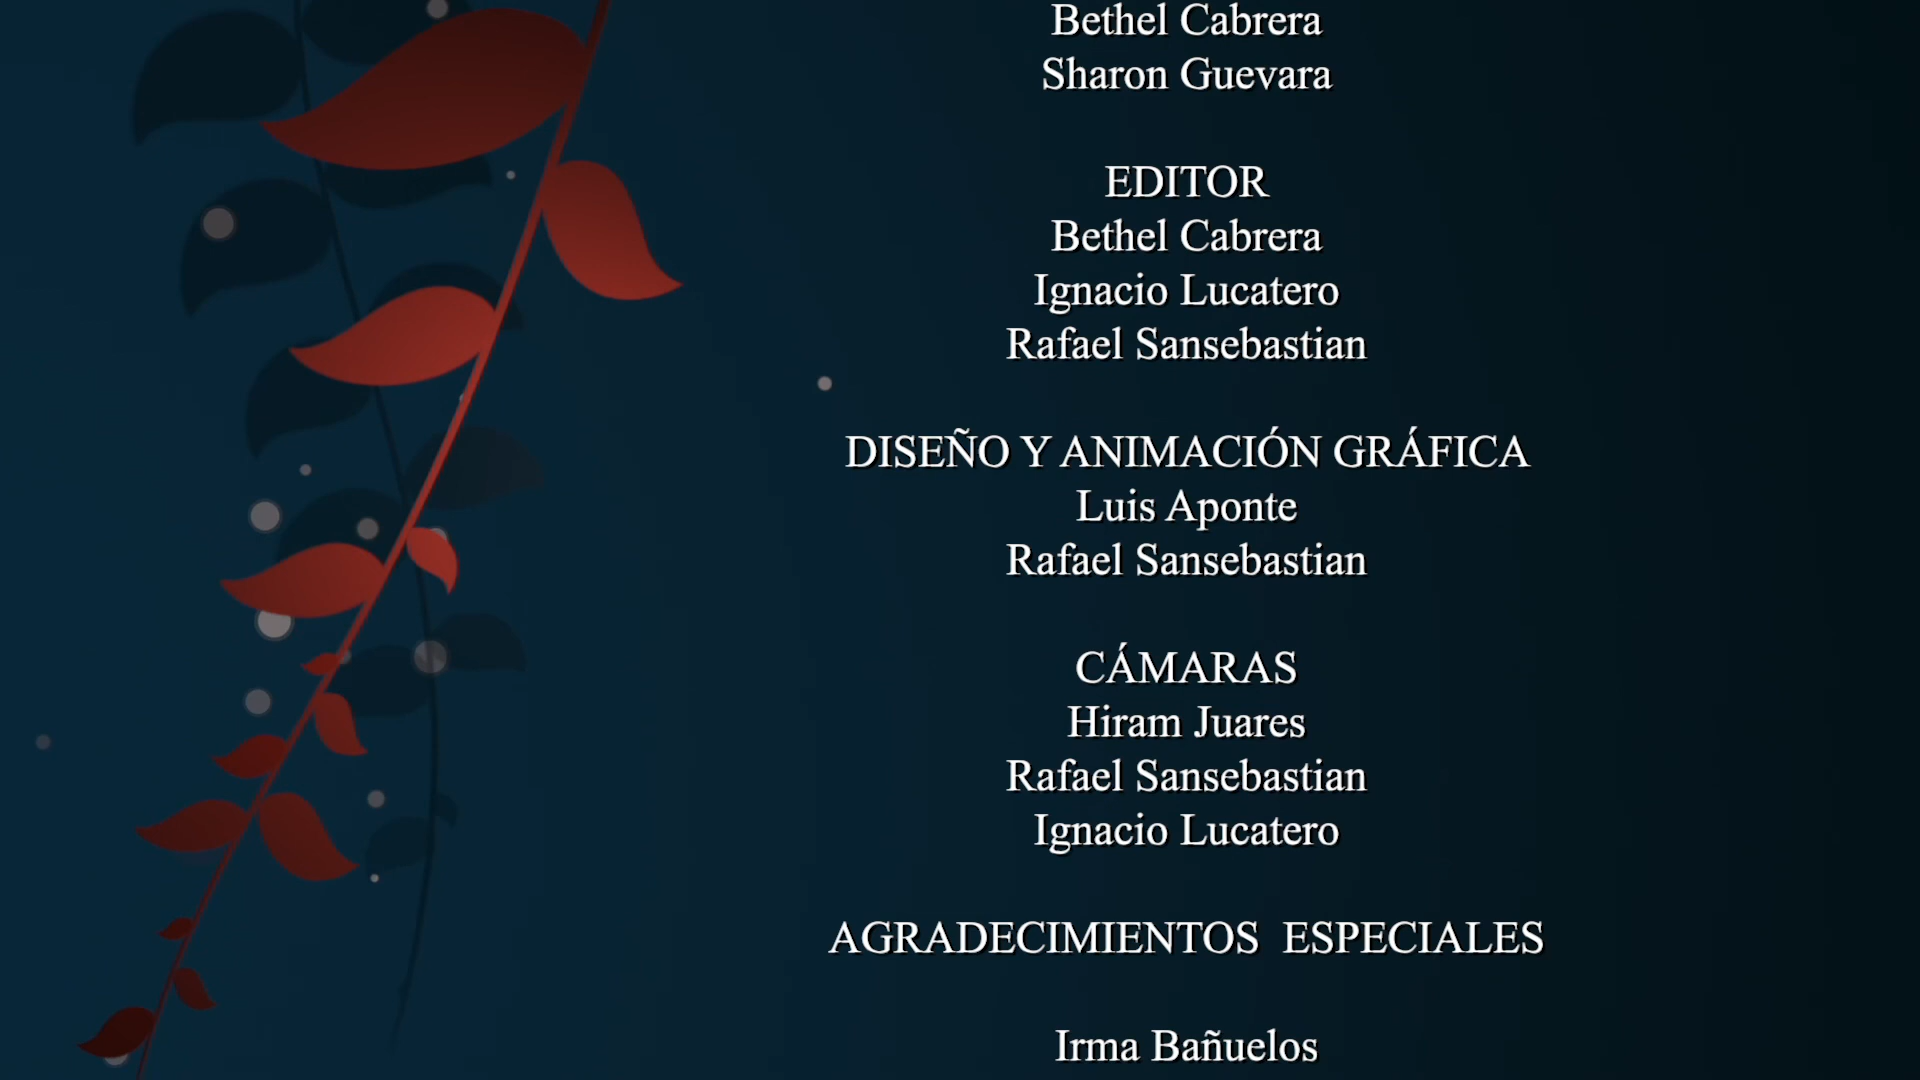 Bethel Cabrera
Sharon Guevara
EDITOR
Bethel Cabrera
Ignacio Lucatero
Rafael Sansebastian
DISEÑO Y ANIMACIÓN GRÁFICA
Luis Aponte
Rafael Sansebastian
CÁMARAS
Hiram Juares
Rafael Sansebastian
Ignacio Lucatero
AGRADECIMIENTOS  ESPECIALES
Irma Bañuelos